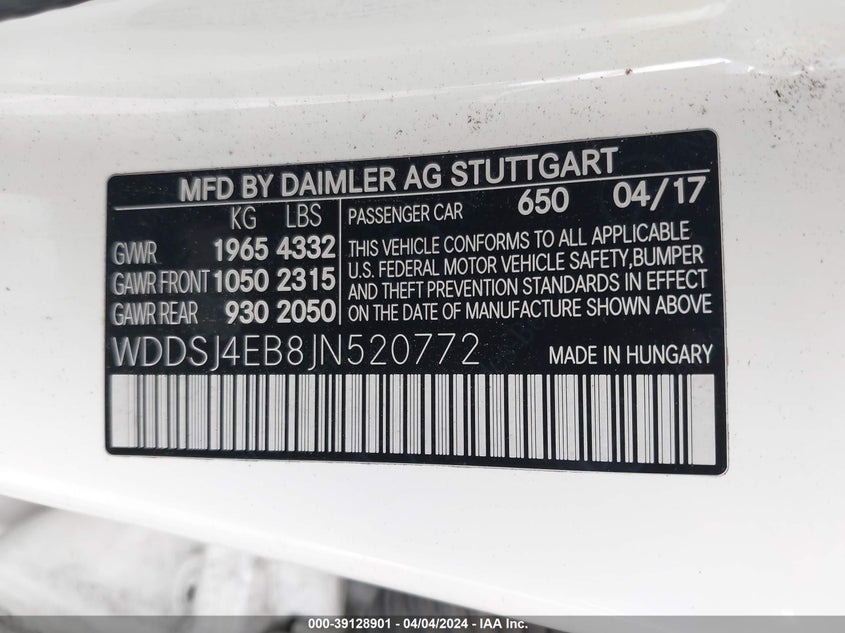 MFD BY DAIMLER AG STUTTGART
KG LBS
GVWR 1965 4332
GAWR FRONT 1050 2315
GAWR REAR 930 2050
PASSENGER CAR 650 04/17
THIS VEHICLE CONFORMS TO ALL APPLICABLE
U.S. FEDERAL MOTOR VEHICLE SAFETY,BUMPER
AND THEFT PREVENTION STANDARDS IN EFFECT
ON THE DATE OF MANUFACTURE SHOWN ABOVE
WDDSJ4EB8JN520772 MADE IN HUNGARY
000-39128901 - 04/04/2024 - IAA Inc.